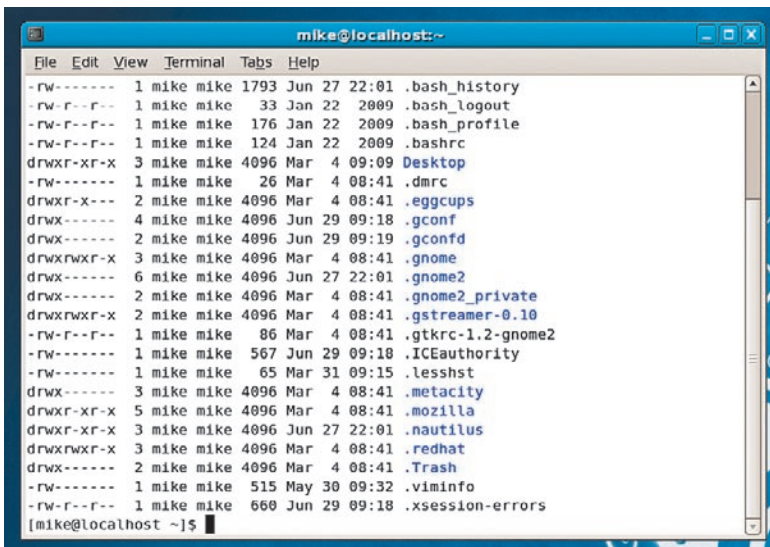 mike@localhost:~
File Edit View Terminal Tabs Help
-rw------- 1 mike mike 1793 Jun 27 22:01 .bash_history
-rw-r--r-- 1 mike mike 33 Jan 22 2009 .bash_logout
-rw-r--r-- 1 mike mike 176 Jan 22 2009 .bash_profile
-rw-r--r-- 1 mike mike 124 Jan 22 2009 .bashrc
drwxr-xr-x 3 mike mike 4096 Mar 4 09:09 Desktop
-rw------- 1 mike mike 26 Mar 4 08:41 .dmrc
drwxr-x--- 2 mike mike 4096 Mar 4 08:41 .eggcups
drwx------ 4 mike mike 4096 Jun 29 09:18 .gconf
drwx------ 2 mike mike 4096 Jun 29 09:19 .gconfd
drwxrwxr-x 3 mike mike 4096 Mar 4 08:41 .gnome
drwx------ 6 mike mike 4096 Jun 27 22:01 .gnome2
drwx------ 2 mike mike 4096 Mar 4 08:41 .gnome2_private
drwxrwxr-x 2 mike mike 4096 Mar 4 08:41 .gstreamer-0.10
-rw-r--r-- 1 mike mike 86 Mar 4 08:41 .gtkrc-1.2-gnome2
-rw------- 1 mike mike 567 Jun 29 09:18 .ICEauthority
-rw------- 1 mike mike 65 Mar 31 09:15 .lesshst
drwx------ 3 mike mike 4096 Mar 4 08:41 .metacity
drwxr-xr-x 5 mike mike 4096 Mar 4 08:41 .mozilla
drwxr-xr-x 3 mike mike 4096 Jun 27 22:01 .nautilus
drwxrwxr-x 3 mike mike 4096 Mar 4 08:41 .redhat
drwx------ 2 mike mike 4096 Mar 4 08:41 .Trash
-rw------- 1 mike mike 515 May 30 09:32 .viminfo
-rw-r--r-- 1 mike mike 660 Jun 29 09:18 .xsession-errors
[mike@localhost ~]$